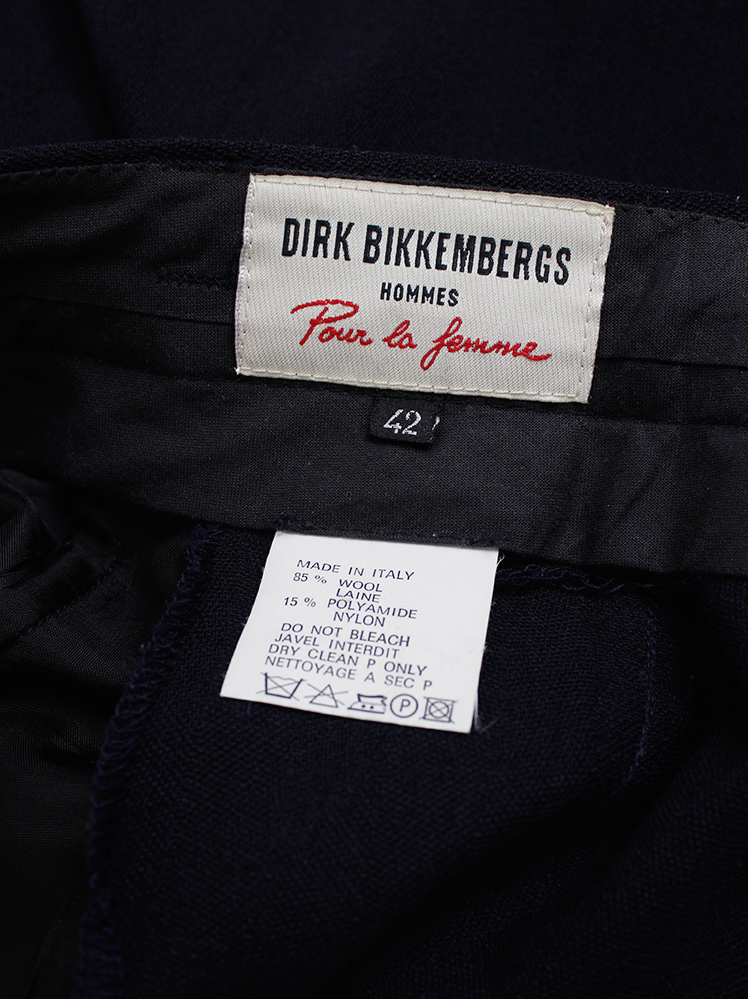 DIRK BIKKEMBERGS
HOMMES
Pour la femme
42
MADE IN ITALY
85 % WOOL
LAINE
15 % POLYAMIDE
NYLON
DO NOT BLEACH
JAVEL INTERDIT
DRY CLEAN P ONLY
NETTOYAGE A SEC P
P